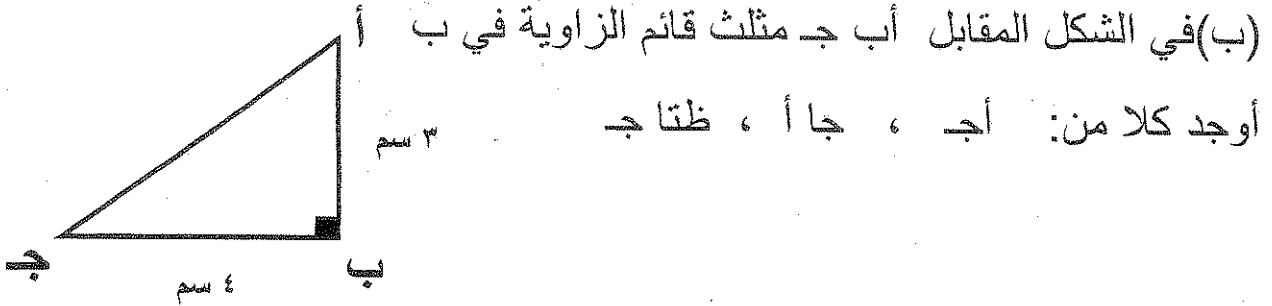 (ب)في الشكل المقابل أب جـ مثلث قائم الزاوية في ب
أوجد كلا من: أجـ ، جا أ ، ظتا جـ
أ
٣ سم
جـ
ب
٤ سم